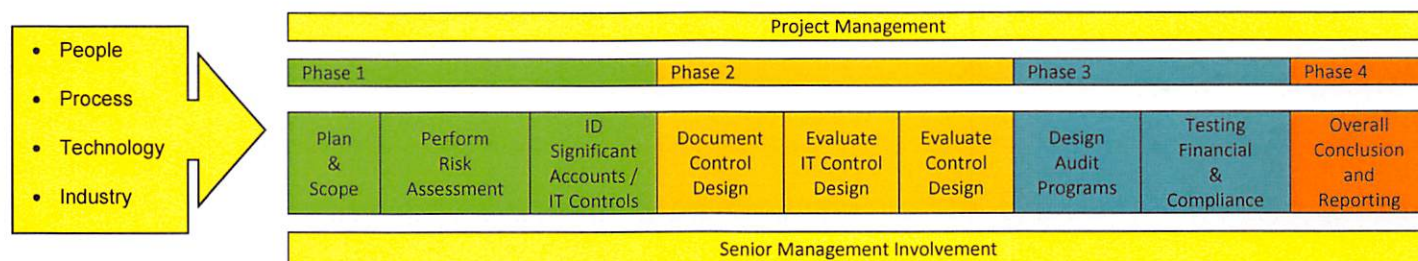 • People
• Process
• Technology
• Industry
Project Management
Phase 1
Phase 2
Phase 3
Phase 4
Plan
&
Scope
Perform
Risk
Assessment
ID
Significant
Accounts /
IT Controls
Document
Control
Design
Evaluate
IT Control
Design
Evaluate
Control
Design
Design
Audit
Programs
Testing
Financial
&
Compliance
Overall
Conclusion
and
Reporting
Senior Management Involvement